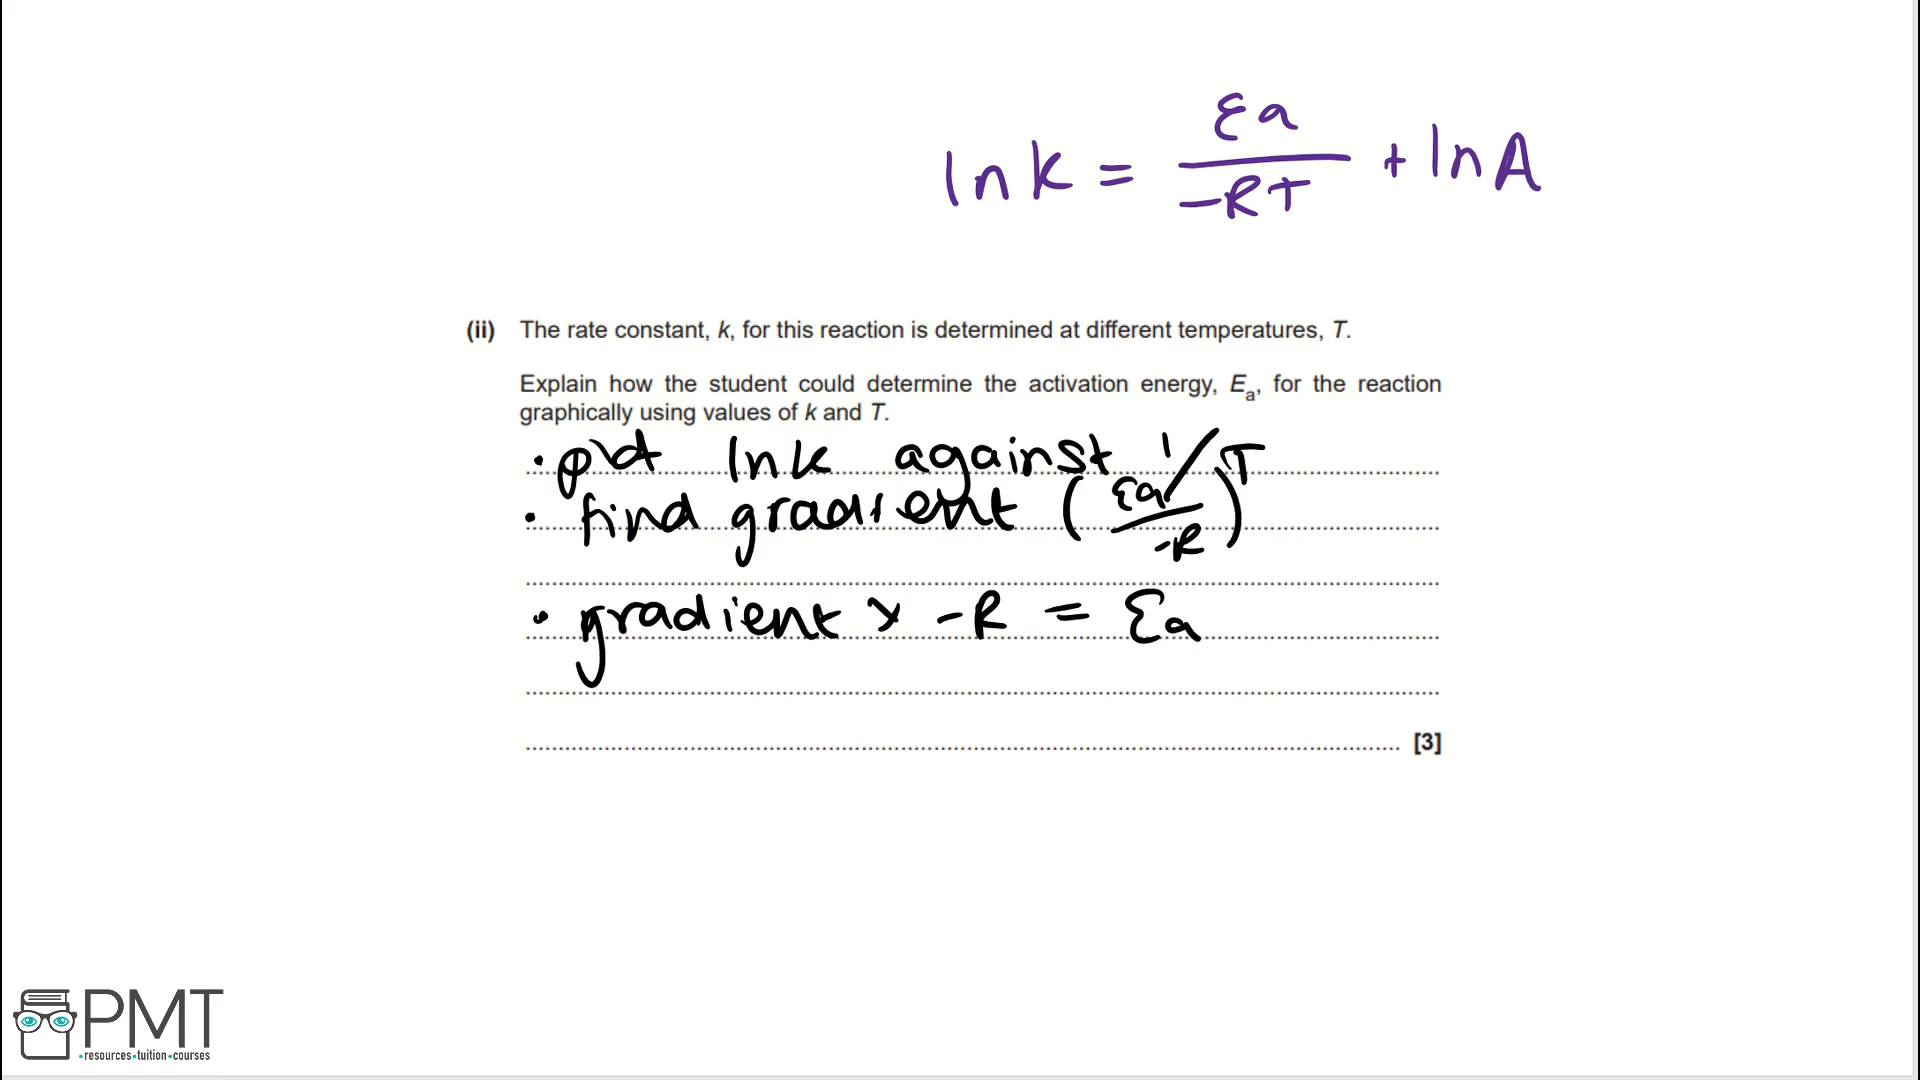 ln k = Ea / -RT + ln A
(ii) The rate constant, k, for this reaction is determined at different temperatures, T.
Explain how the student could determine the activation energy, Ea, for the reaction
graphically using values of k and T.
• plot lnk against 1/T
• find gradient (Ea/-R)
• gradient x -R = Ea
[3]
PMT
•resources•tuition•courses